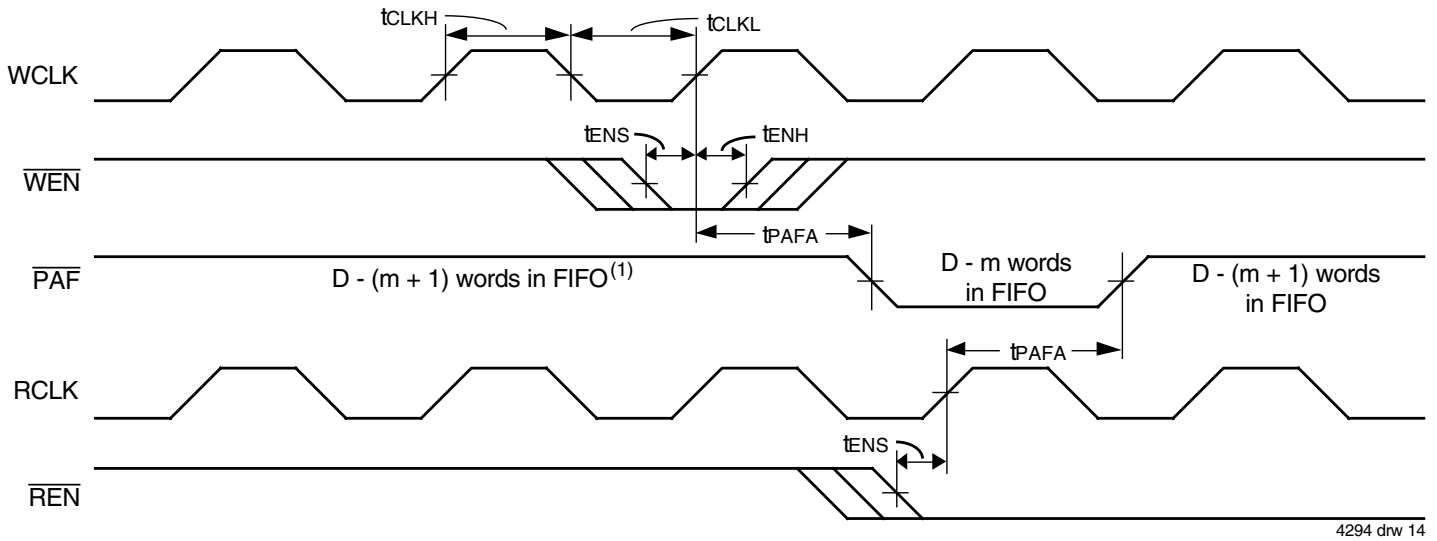 tCLKH
tCLKL
WCLK
tENS
tENH
WEN
tPAFA
PAF
D - (m + 1) words in FIFO(1)
D - m words
in FIFO
D - (m + 1) words
in FIFO
tPAFA
RCLK
tENS
REN
4294 drw 14